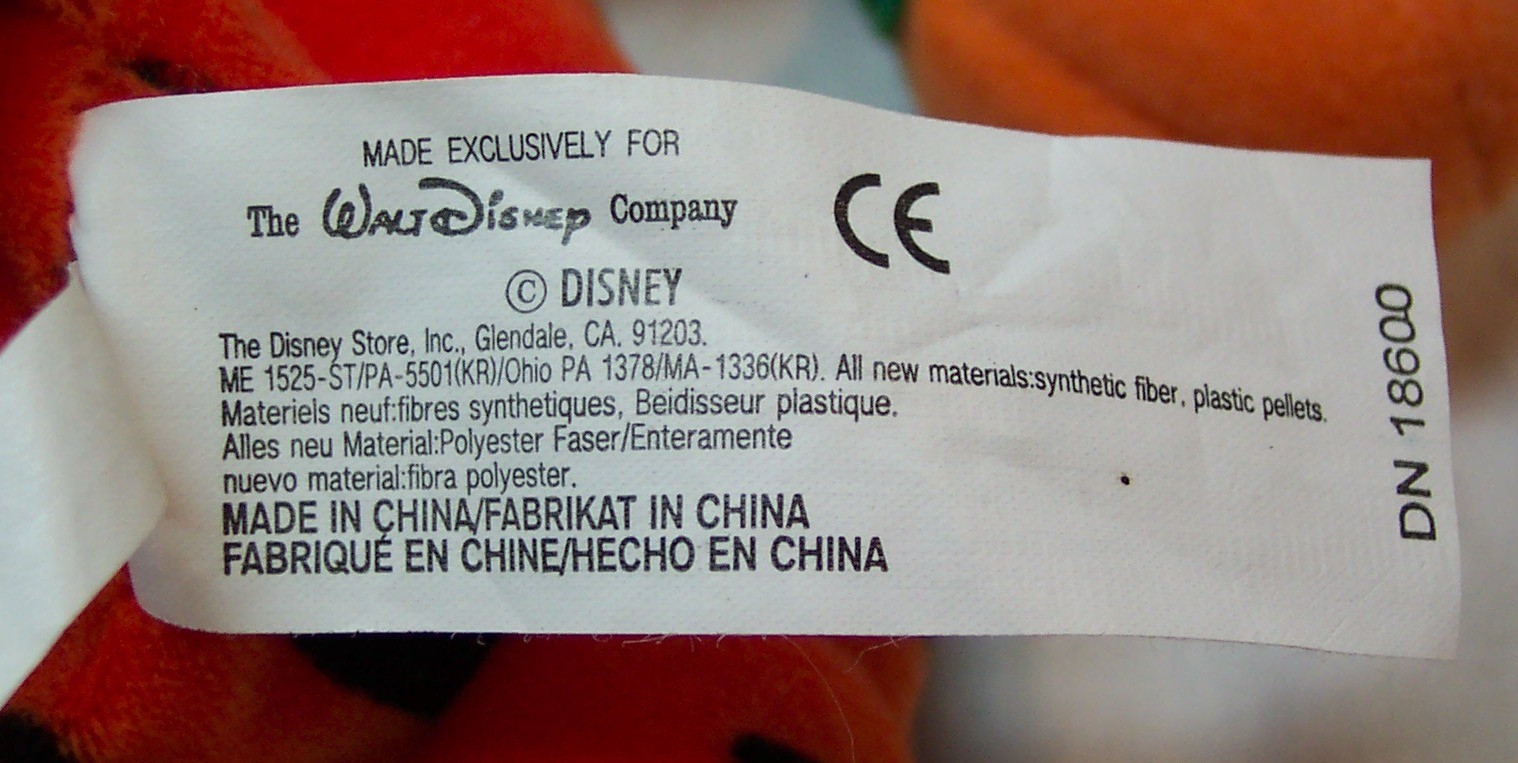 MADE EXCLUSIVELY FOR
The WALT DISNEY Company
CE
© DISNEY
The Disney Store, Inc., Glendale, CA. 91203.
ME 1525-ST/PA-5501(KR)/Ohio PA 1378/MA-1336(KR). All new materials:synthetic fiber, plastic pellets.
Materiels neuf:fibres synthetiques, Beidisseur plastique.
Alles neu Material:Polyester Faser/Enteramente
nuevo material:fibra polyester.
MADE IN CHINA/FABRIKAT IN CHINA
FABRIQUÉ EN CHINE/HECHO EN CHINA
DN 18600